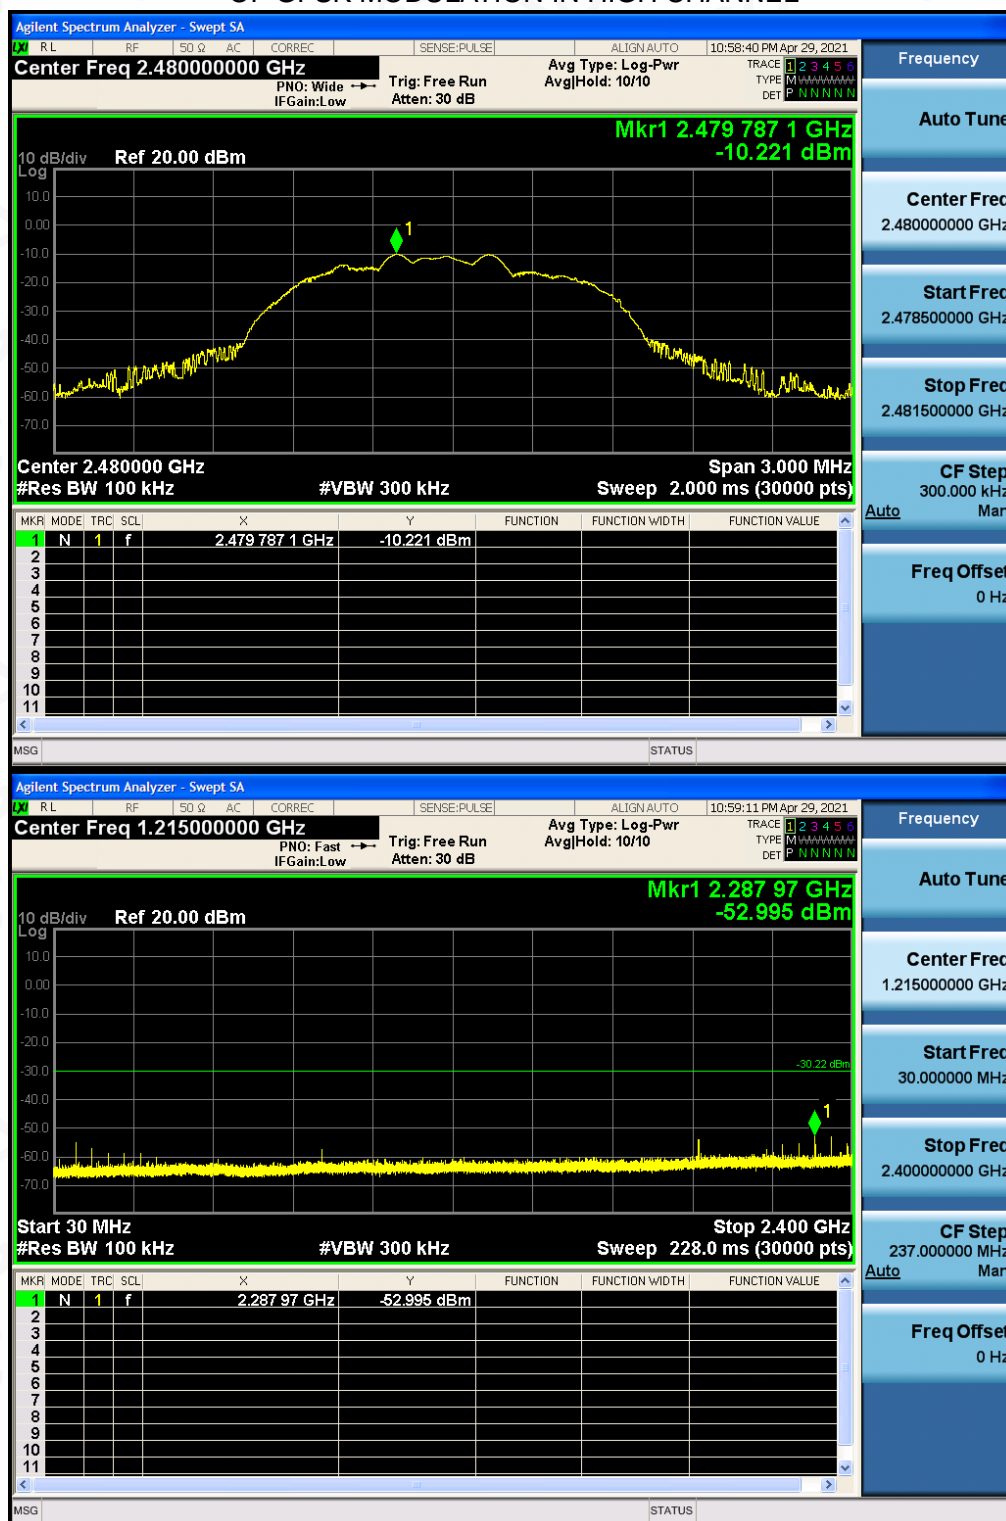 OF GFSK MODULATION IN HIGH CHANNEL
Agilent Spectrum Analyzer - Swept SA
LXI RL RF 50 Ω AC CORREC SENSE:PULSE ALIGN AUTO 10:58:40 PM Apr 29, 2021
Center Freq 2.480000000 GHz
PNO: Wide
IFGain:Low
Trig: Free Run
Atten: 30 dB
Avg Type: Log-Pwr
Avg|Hold: 10/10
TRACE 1 2 3 4 5 6
TYPE M
DET P N N N N N
Frequency
Auto Tune
Center Freq
2.480000000 GHz
Start Freq
2.478500000 GHz
Stop Freq
2.481500000 GHz
CF Step
300.000 kHz
Auto Man
Freq Offset
0 Hz
Mkr1 2.479 787 1 GHz
-10.221 dBm
10 dB/div Ref 20.00 dBm
Log
10.0
0.00
-10.0
-20.0
-30.0
-40.0
-50.0
-60.0
-70.0
1
Center 2.480000 GHz Span 3.000 MHz
#Res BW 100 kHz #VBW 300 kHz Sweep 2.000 ms (30000 pts)
MKR MODE TRC SCL X Y FUNCTION FUNCTION WIDTH FUNCTION VALUE
1 N 1 f 2.479 787 1 GHz -10.221 dBm
2
3
4
5
6
7
8
9
10
11
MSG STATUS
Agilent Spectrum Analyzer - Swept SA
LXI RL RF 50 Ω AC CORREC SENSE:PULSE ALIGN AUTO 10:59:11 PM Apr 29, 2021
Center Freq 1.215000000 GHz
PNO: Fast
IFGain:Low
Trig: Free Run
Atten: 30 dB
Avg Type: Log-Pwr
Avg|Hold: 10/10
TRACE 1 2 3 4 5 6
TYPE M
DET P N N N N N
Frequency
Auto Tune
Center Freq
1.215000000 GHz
Start Freq
30.000000 MHz
Stop Freq
2.400000000 GHz
CF Step
237.000000 MHz
Auto Man
Freq Offset
0 Hz
Mkr1 2.287 97 GHz
-52.995 dBm
10 dB/div Ref 20.00 dBm
Log
10.0
0.00
-10.0
-20.0
-30.0
-40.0
-50.0
-60.0
-70.0
-30.22 dBm
1
Start 30 MHz Stop 2.400 GHz
#Res BW 100 kHz #VBW 300 kHz Sweep 228.0 ms (30000 pts)
MKR MODE TRC SCL X Y FUNCTION FUNCTION WIDTH FUNCTION VALUE
1 N 1 f 2.287 97 GHz -52.995 dBm
2
3
4
5
6
7
8
9
10
11
MSG STATUS